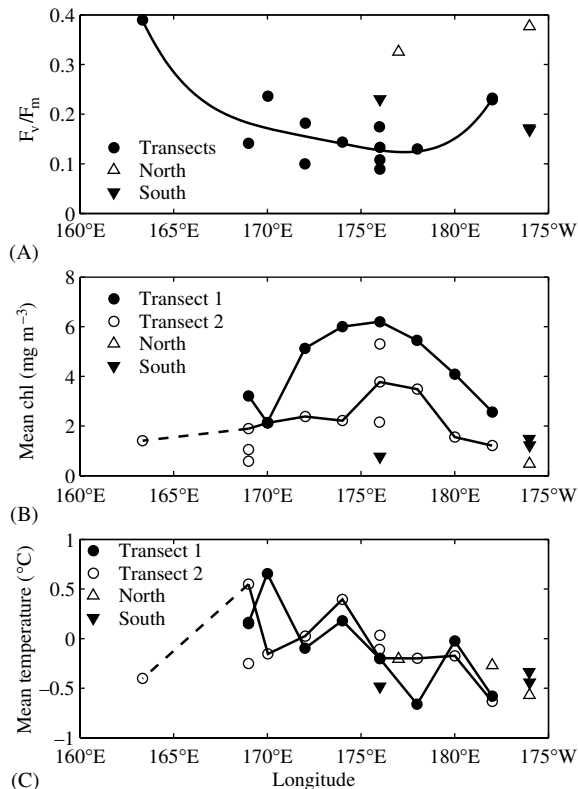 0.4
0.3
0.2
0.1
0
Fv/Fm
Transects
North
South
160°E 165°E 170°E 175°E 180°E 175°W
(A)
8
6
4
2
0
Mean chl (mg m⁻³)
Transect 1
Transect 2
North
South
160°E 165°E 170°E 175°E 180°E 175°W
(B)
1
0.5
0
−0.5
−1
Mean temperature (°C)
Transect 1
Transect 2
North
South
160°E 165°E 170°E 175°E 180°E 175°W
(C)
Longitude